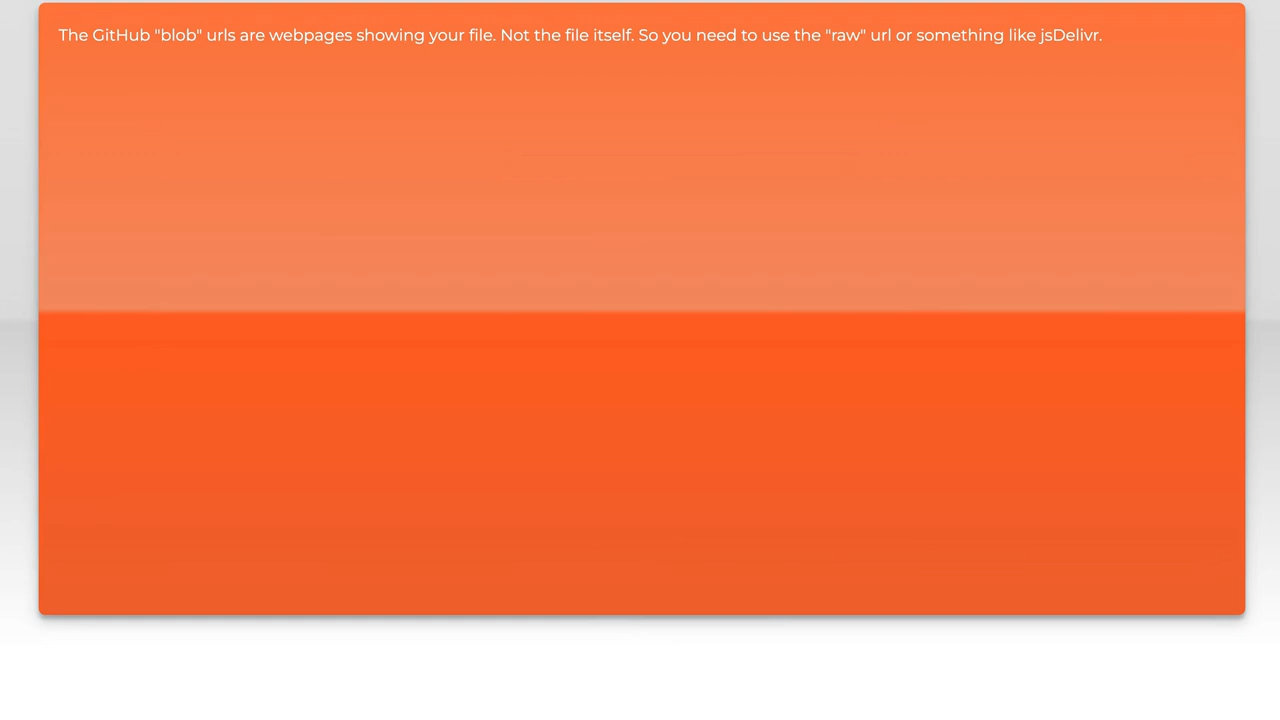 The GitHub "blob" urls are webpages showing your file. Not the file itself. So you need to use the "raw" url or something like jsDelivr.